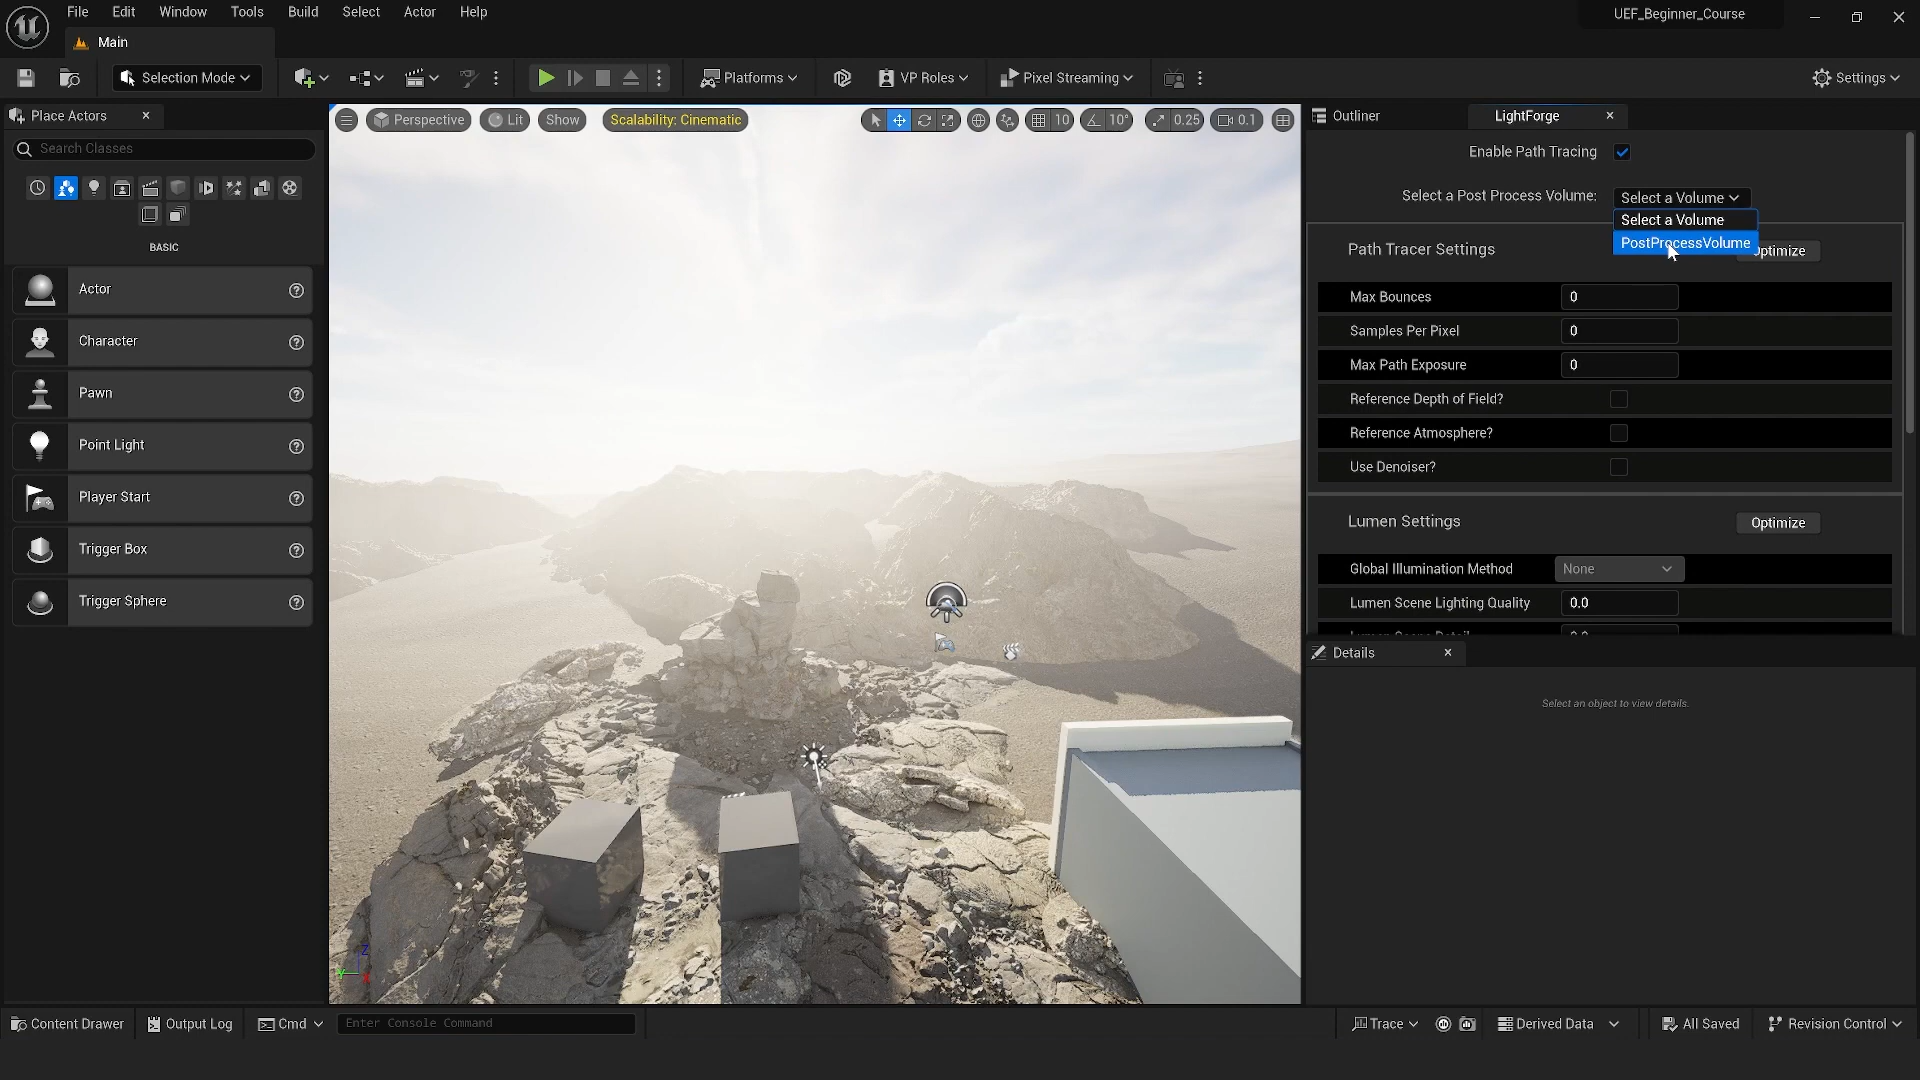 File Edit Window Tools Build Select Actor Help
UEF_Beginner_Course
Main
Selection Mode
Platforms
VP Roles
Pixel Streaming
Settings
Place Actors
Search Classes
BASIC
Actor
Character
Pawn
Point Light
Player Start
Trigger Box
Trigger Sphere
Perspective
Lit
Show
Scalability: Cinematic
10
10°
0.25
0.1
Outliner
LightForge
Enable Path Tracing
Select a Post Process Volume:
Select a Volume
Select a Volume
PostProcessVolume
Path Tracer Settings
Optimize
Max Bounces 0
Samples Per Pixel 0
Max Path Exposure 0
Reference Depth of Field?
Reference Atmosphere?
Use Denoiser?
Lumen Settings
Optimize
Global Illumination Method None
Lumen Scene Lighting Quality 0.0
Details
Select an object to view details.
Z
Content Drawer
Output Log
Cmd
Enter Console Command
Trace
Derived Data
All Saved
Revision Control